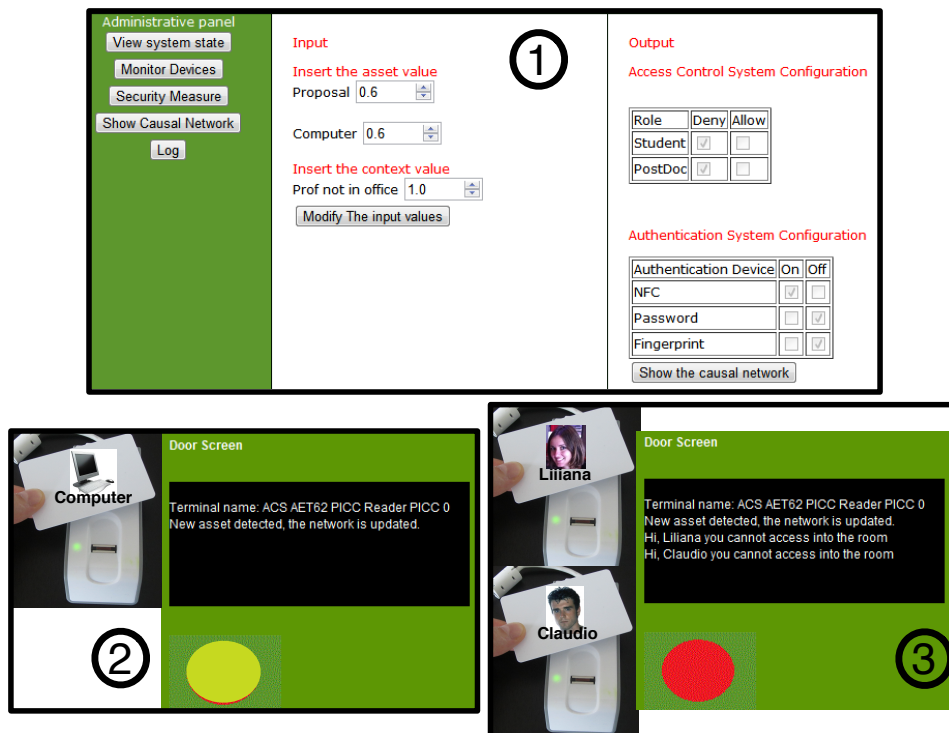 Administrative panel
View system state
Monitor Devices
Security Measure
Show Causal Network
Log
Input
Insert the asset value
Proposal 0.6
Computer 0.6
Insert the context value
Prof not in office 1.0
Modify The input values
1
Output
Access Control System Configuration
Role Deny Allow
Student
PostDoc
Authentication System Configuration
Authentication Device On Off
NFC
Password
Fingerprint
Show the causal network
Computer
2
Door Screen
Terminal name: ACS AET62 PICC Reader PICC 0
New asset detected, the network is updated.
Liliana
Claudio
Door Screen
Terminal name: ACS AET62 PICC Reader PICC 0
New asset detected, the network is updated.
Hi, Liliana you cannot access into the room
Hi, Claudio you cannot access into the room
3